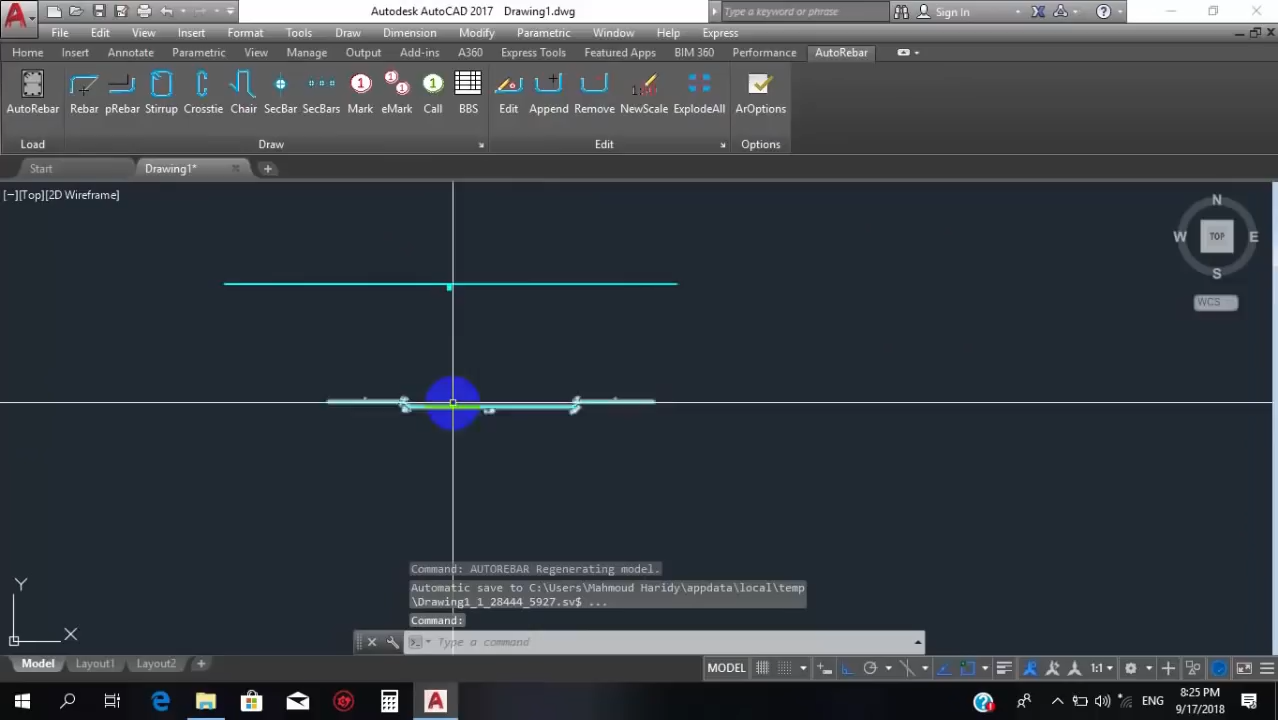 Autodesk AutoCAD 2017 Drawing1.dwg
Type a keyword or phrase
Sign In
File Edit View Insert Format Tools Draw Dimension Modify Parametric Window Help Express
Home Insert Annotate Parametric View Manage Output Add-ins A360 Express Tools Featured Apps BIM 360 Performance AutoRebar
AutoRebar Rebar pRebar Stirrup Crosstie Chair SecBar SecBars Mark eMark Call BBS Edit Append Remove NewScale ExplodeAll ArOptions
Load Draw Edit Options
Start Drawing1*
[−][Top][2D Wireframe]
N
W TOP E
S
WCS
Command: AUTOREBAR Regenerating model.
Automatic save to C:\Users\Mahmoud Haridy\appdata\local\temp
\Drawing1_1_28444_5927.sv$ ...
Command:
Y
X
Type a command
Model Layout1 Layout2
MODEL 1:1
ENG
8:25 PM
9/17/2018